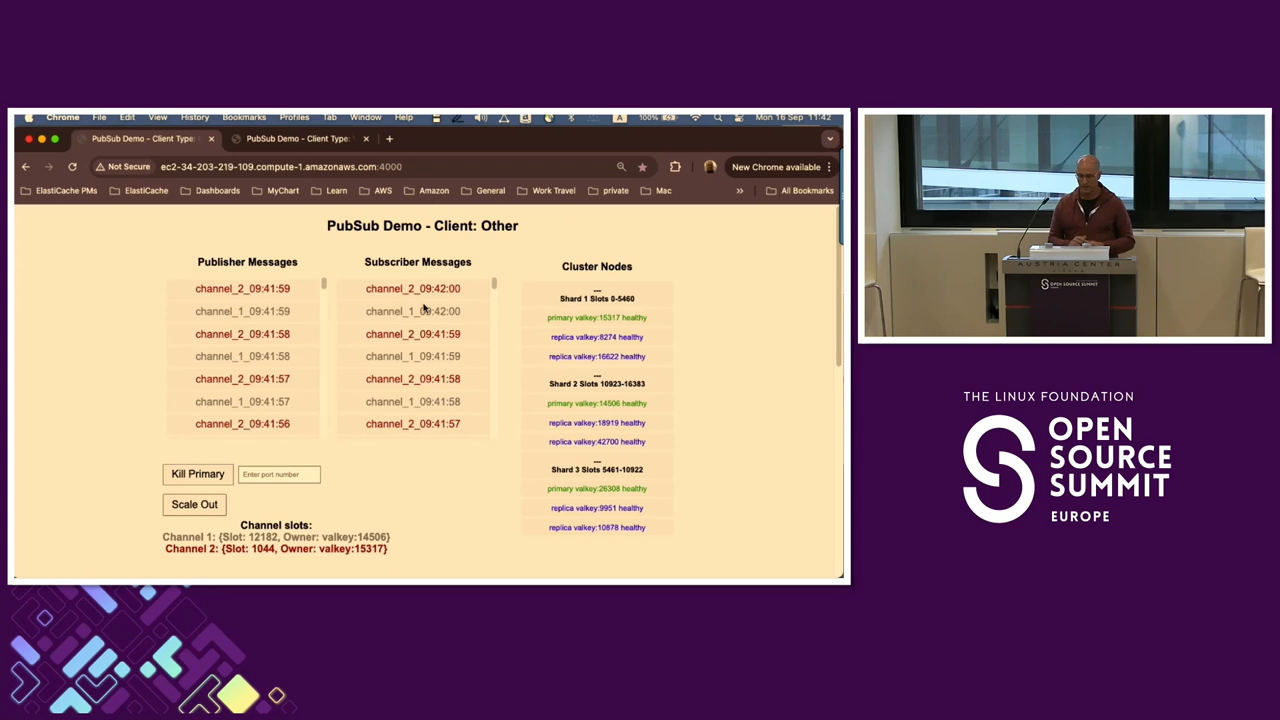 Chrome File Edit View History Bookmarks Profiles Tab Window Help A 100% Mon 16 Sep 11:42
PubSub Demo - Client Type: PubSub Demo - Client Type:
Not Secure ec2-34-203-219-109.compute-1.amazonaws.com:4000 New Chrome available
ElastiCache PMs ElastiCache Dashboards MyChart Learn AWS Amazon General Work Travel private Mac » All Bookmarks
PubSub Demo - Client: Other
Publisher Messages
channel_2_09:41:59
channel_1_09:41:59
channel_2_09:41:58
channel_1_09:41:58
channel_2_09:41:57
channel_1_09:41:57
channel_2_09:41:56
Subscriber Messages
channel_2_09:42:00
channel_1_09:42:00
channel_2_09:41:59
channel_1_09:41:59
channel_2_09:41:58
channel_1_09:41:58
channel_2_09:41:57
Cluster Nodes
---
Shard 1 Slots 0-5460
primary valkey:15317 healthy
replica valkey:8274 healthy
replica valkey:16622 healthy
---
Shard 2 Slots 10923-16383
primary valkey:14506 healthy
replica valkey:18919 healthy
replica valkey:42700 healthy
---
Shard 3 Slots 5461-10922
primary valkey:26308 healthy
replica valkey:9951 healthy
replica valkey:10878 healthy
Kill Primary Enter port number
Scale Out
Channel slots:
Channel 1: {Slot: 12182, Owner: valkey:14506}
Channel 2: {Slot: 1044, Owner: valkey:15317}
AUSTRIA CENTER
OPEN SOURCE SUMMIT
THE LINUX FOUNDATION
OPEN
SOURCE
SUMMIT
EUROPE